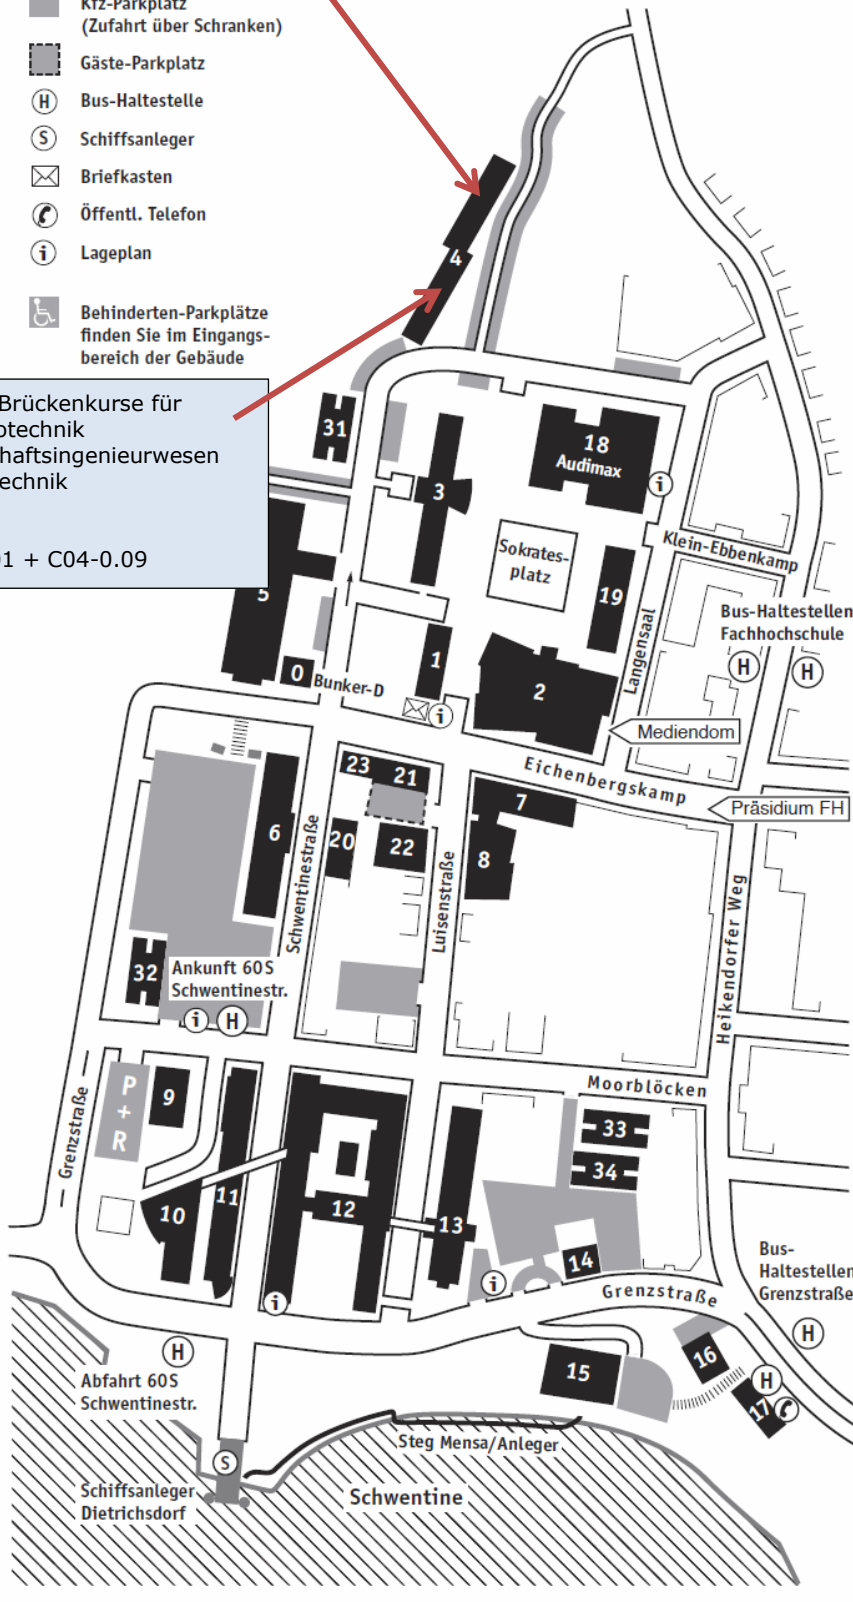 Kfz-Parkplatz
(Zufahrt über Schranken)
Gäste-Parkplatz
H Bus-Haltestelle
S Schiffsanleger
Briefkasten
Öffentl. Telefon
i Lageplan
Behinderten-Parkplätze
finden Sie im Eingangs-
bereich der Gebäude
4
Brückenkurse für
otechnik
haftsingenieurwesen
echnik
01 + C04-0.09
31
3
18
Audimax
i
Sokrates-
platz
Klein-Ebbenkamp
19
Langensaal
5
Bus-Haltestellen
Fachhochschule
H
H
0
Bunker-D
1
i
2
Mediendom
Eichenbergskamp
Präsidium FH
23
21
7
6
Schwentinestraße
20
22
Luisenstraße
8
Heikendorfer Weg
32
Ankunft 60S
Schwentinestr.
i
H
Moorblöcken
P
+
R
9
Grenzstraße
33
34
10
11
12
13
14
i
i
Grenzstraße
Bus-
Haltestellen
Grenzstraße
H
H
Abfahrt 60S
Schwentinestr.
15
16
H
17
Steg Mensa/Anleger
S
Schiffsanleger
Dietrichsdorf
Schwentine